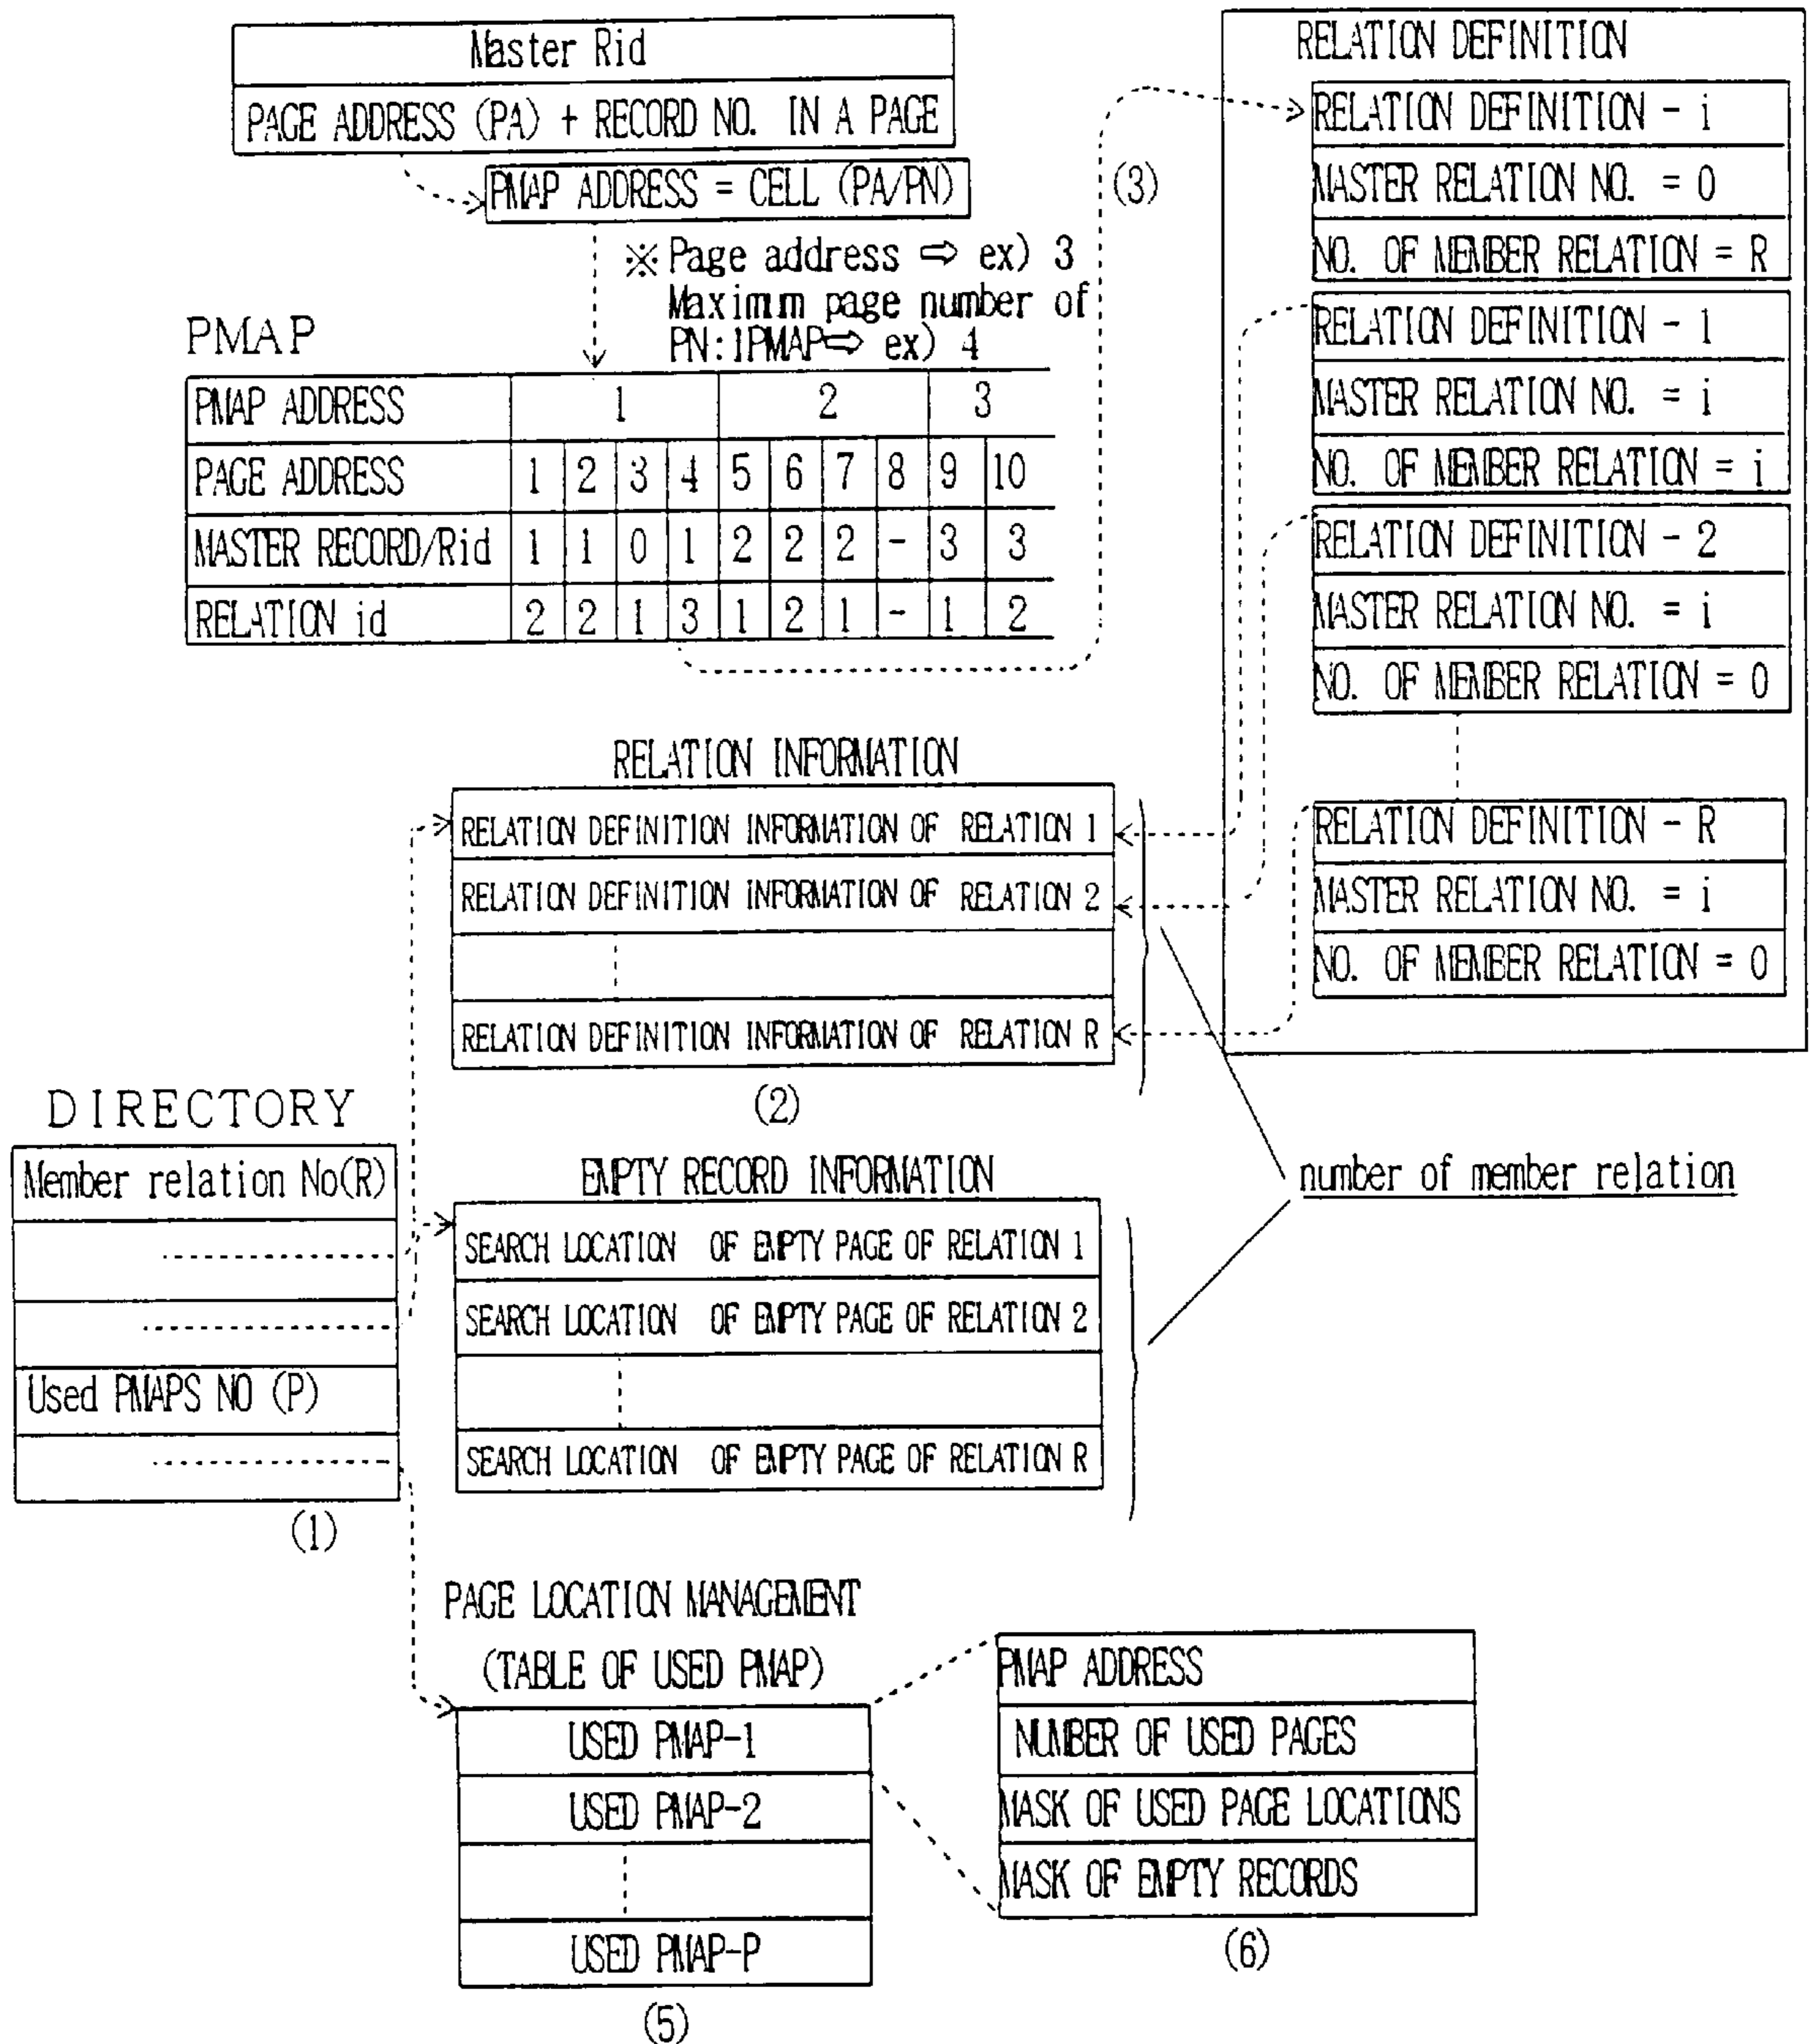 Master Rid
PAGE ADDRESS (PA) + RECORD NO. IN A PAGE
PMAP ADDRESS = CELL (PA/PN)
※ Page address ⇨ ex) 3
Maximum page number of
PN:1PMAP⇨ ex) 4
(3)
PMAP
PMAP ADDRESS 1 2 3
PAGE ADDRESS 1 2 3 4 5 6 7 8 9 10
MASTER RECORD/Rid 1 1 0 1 2 2 2 - 3 3
RELATION id 2 2 1 3 1 2 1 - 1 2
RELATION DEFINITION
RELATION DEFINITION - i
MASTER RELATION NO. = 0
NO. OF MEMBER RELATION = R
RELATION DEFINITION - 1
MASTER RELATION NO. = i
NO. OF MEMBER RELATION = i
RELATION DEFINITION - 2
MASTER RELATION NO. = i
NO. OF MEMBER RELATION = 0
RELATION DEFINITION - R
MASTER RELATION NO. = i
NO. OF MEMBER RELATION = 0
RELATION INFORMATION
RELATION DEFINITION INFORMATION OF RELATION 1
RELATION DEFINITION INFORMATION OF RELATION 2
RELATION DEFINITION INFORMATION OF RELATION R
(2)
number of member relation
DIRECTORY
Member relation No(R)
Used PMAPS NO (P)
(1)
EMPTY RECORD INFORMATION
SEARCH LOCATION OF EMPTY PAGE OF RELATION 1
SEARCH LOCATION OF EMPTY PAGE OF RELATION 2
SEARCH LOCATION OF EMPTY PAGE OF RELATION R
PAGE LOCATION MANAGEMENT
(TABLE OF USED PMAP)
USED PMAP-1
USED PMAP-2
USED PMAP-P
(5)
PMAP ADDRESS
NUMBER OF USED PAGES
MASK OF USED PAGE LOCATIONS
MASK OF EMPTY RECORDS
(6)